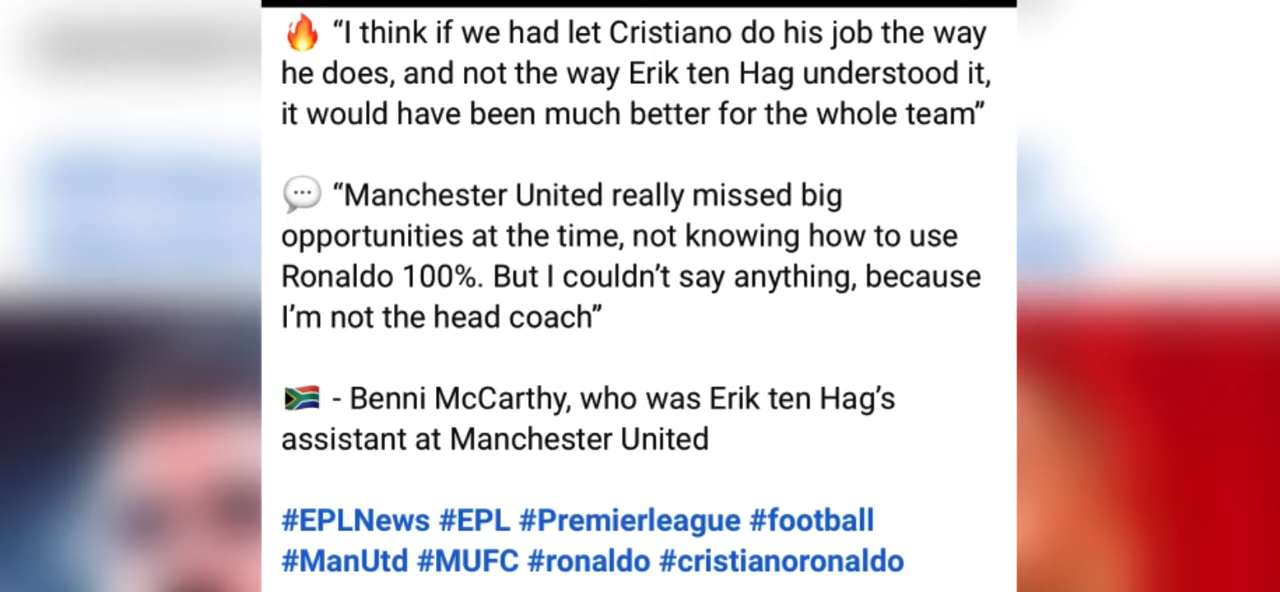 🔥 “I think if we had let Cristiano do his job the way
he does, and not the way Erik ten Hag understood it,
it would have been much better for the whole team”
💬 “Manchester United really missed big
opportunities at the time, not knowing how to use
Ronaldo 100%. But I couldn’t say anything, because
I’m not the head coach”
🇿🇦 - Benni McCarthy, who was Erik ten Hag’s
assistant at Manchester United
#EPLNews #EPL #Premierleague #football
#ManUtd #MUFC #ronaldo #cristianoronaldo